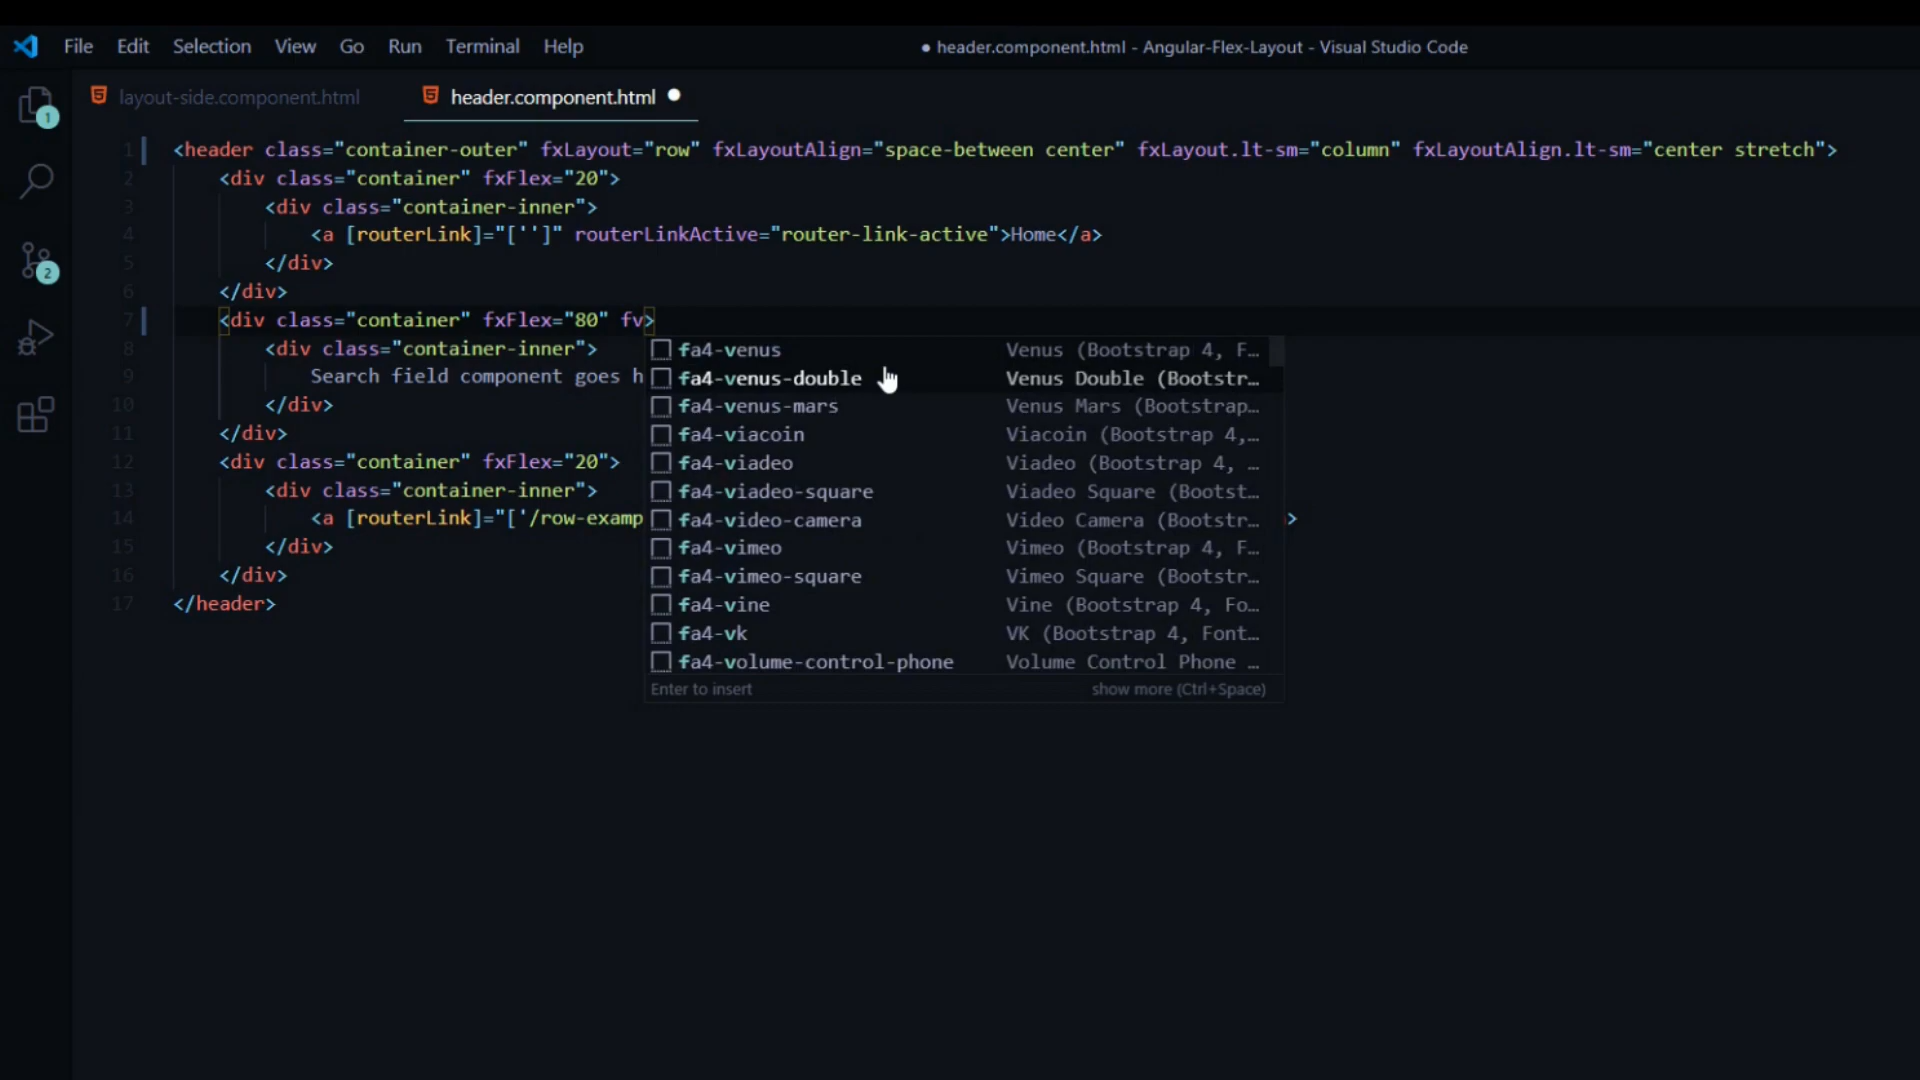 File Edit Selection View Go Run Terminal Help
● header.component.html - Angular-Flex-Layout - Visual Studio Code
layout-side.component.html header.component.html ●
1
2
1 <header class="container-outer" fxLayout="row" fxLayoutAlign="space-between center" fxLayout.lt-sm="column" fxLayoutAlign.lt-sm="center stretch">
2 <div class="container" fxFlex="20">
3 <div class="container-inner">
4 <a [routerLink]="['']" routerLinkActive="router-link-active">Home</a>
5 </div>
6 </div>
7 <div class="container" fxFlex="80" fv>
8 <div class="container-inner">
9 Search field component goes h
10 </div>
11 </div>
12 <div class="container" fxFlex="20">
13 <div class="container-inner">
14 <a [routerLink]="['/row-examp >
15 </div>
16 </div>
17 </header>
fa4-venus Venus (Bootstrap 4, F…
fa4-venus-double Venus Double (Bootstr…
fa4-venus-mars Venus Mars (Bootstrap…
fa4-viacoin Viacoin (Bootstrap 4,…
fa4-viadeo Viadeo (Bootstrap 4, …
fa4-viadeo-square Viadeo Square (Bootst…
fa4-video-camera Video Camera (Bootstr…
fa4-vimeo Vimeo (Bootstrap 4, F…
fa4-vimeo-square Vimeo Square (Bootstr…
fa4-vine Vine (Bootstrap 4, Fo…
fa4-vk VK (Bootstrap 4, Font…
fa4-volume-control-phone Volume Control Phone …
Enter to insert show more (Ctrl+Space)